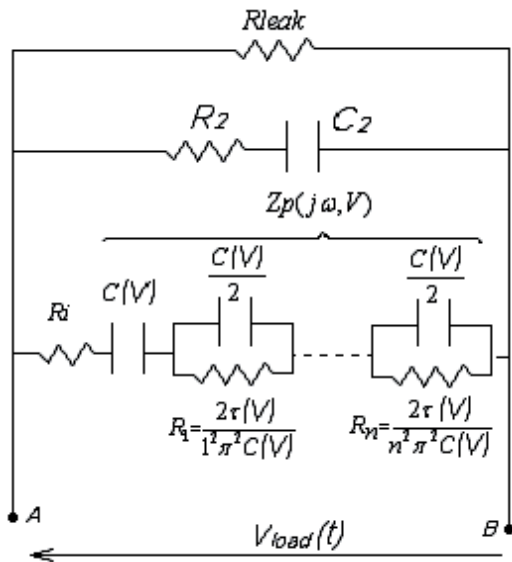 Rleak
R2 C2
Zp(jω,V)
C(V) C(V)/2 C(V)/2
Ri
R1=2τ(V)/1²π²C(V) Rn=2τ(V)/n²π²C(V)
A B
Vload(t)